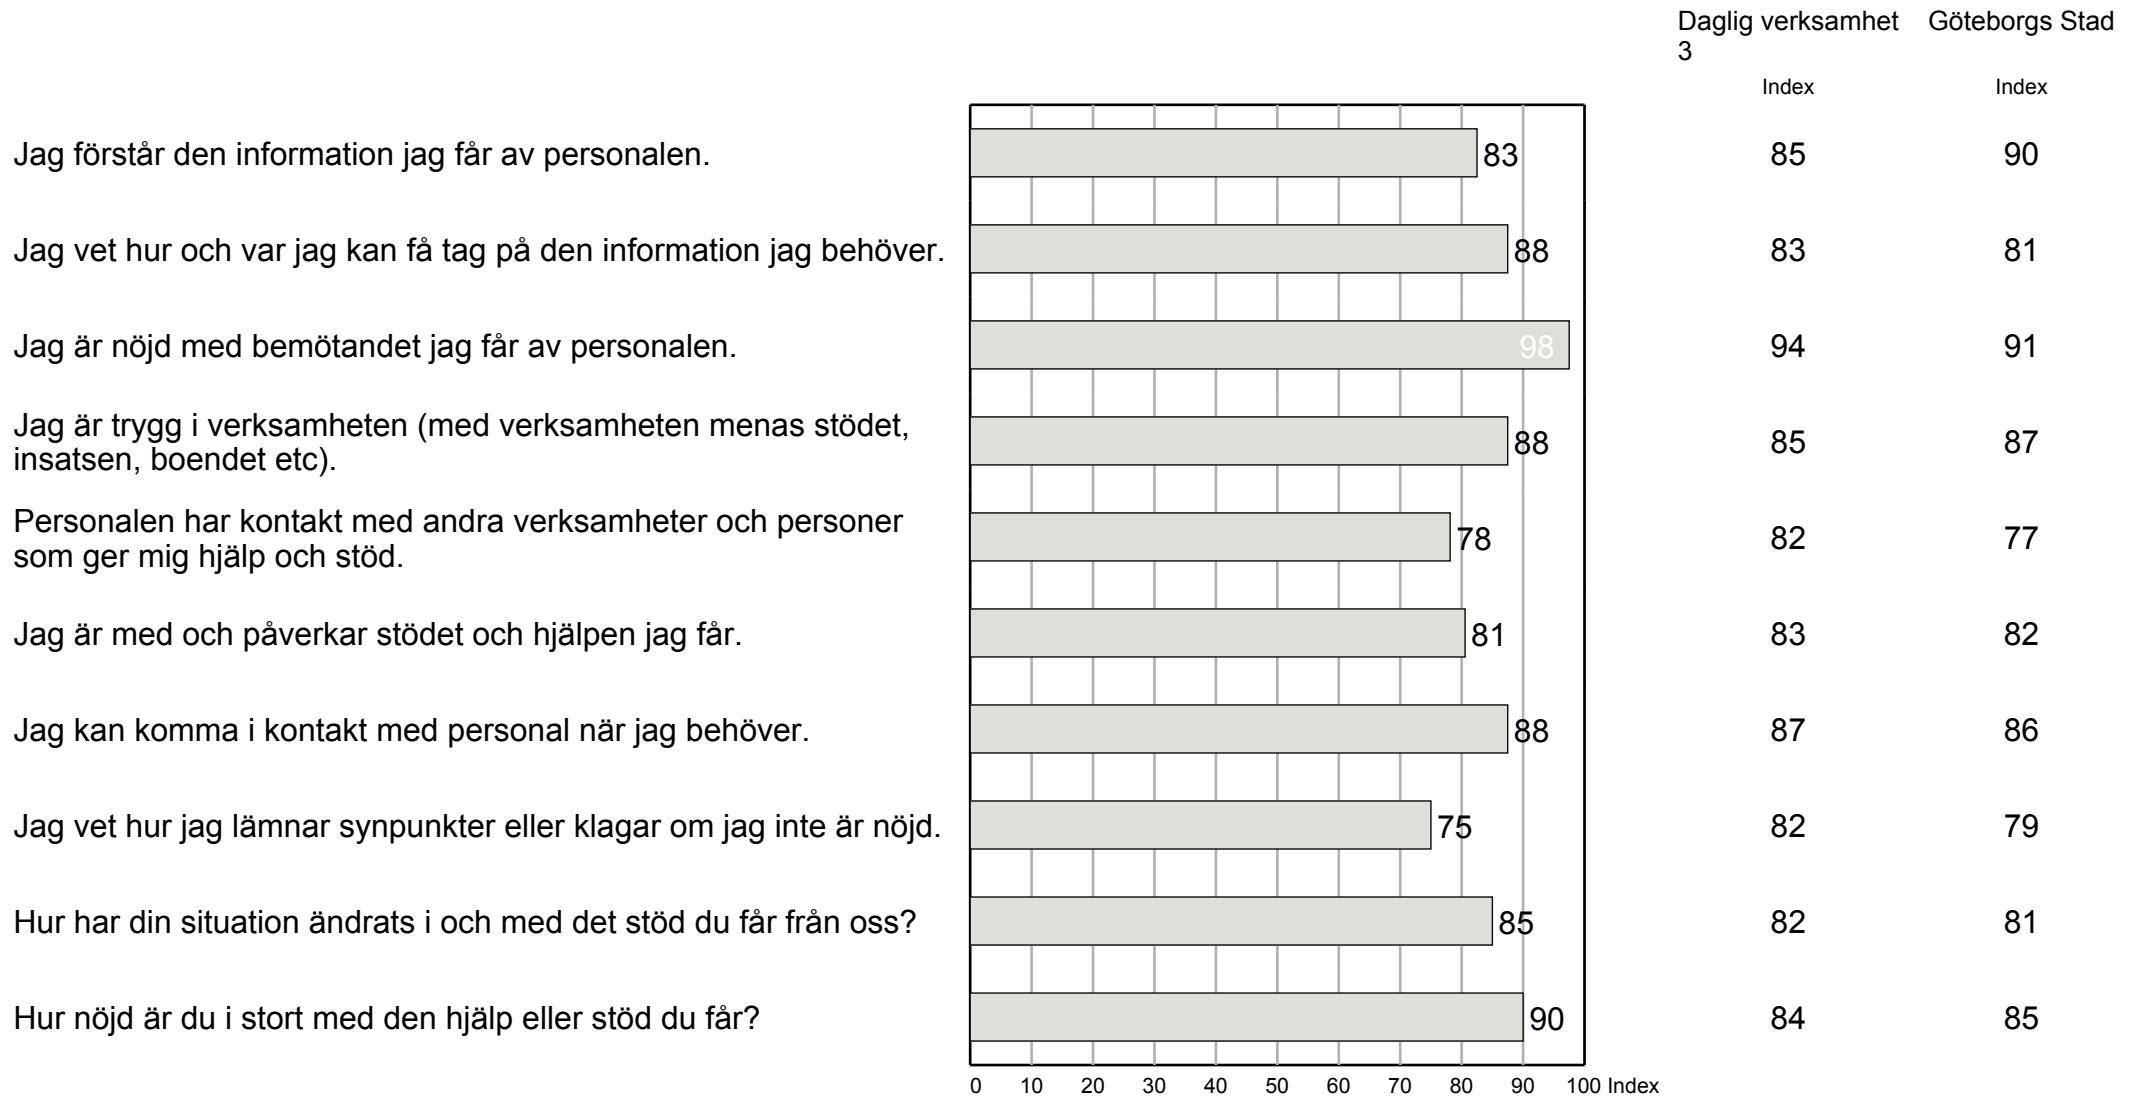 Daglig verksamhet Göteborgs Stad
3
Index Index
Jag förstår den information jag får av personalen. 83 85 90
Jag vet hur och var jag kan få tag på den information jag behöver. 88 83 81
Jag är nöjd med bemötandet jag får av personalen. 98 94 91
Jag är trygg i verksamheten (med verksamheten menas stödet,
insatsen, boendet etc). 88 85 87
Personalen har kontakt med andra verksamheter och personer
som ger mig hjälp och stöd. 78 82 77
Jag är med och påverkar stödet och hjälpen jag får. 81 83 82
Jag kan komma i kontakt med personal när jag behöver. 88 87 86
Jag vet hur jag lämnar synpunkter eller klagar om jag inte är nöjd. 75 82 79
Hur har din situation ändrats i och med det stöd du får från oss? 85 82 81
Hur nöjd är du i stort med den hjälp eller stöd du får? 90 84 85
0 10 20 30 40 50 60 70 80 90 100 Index